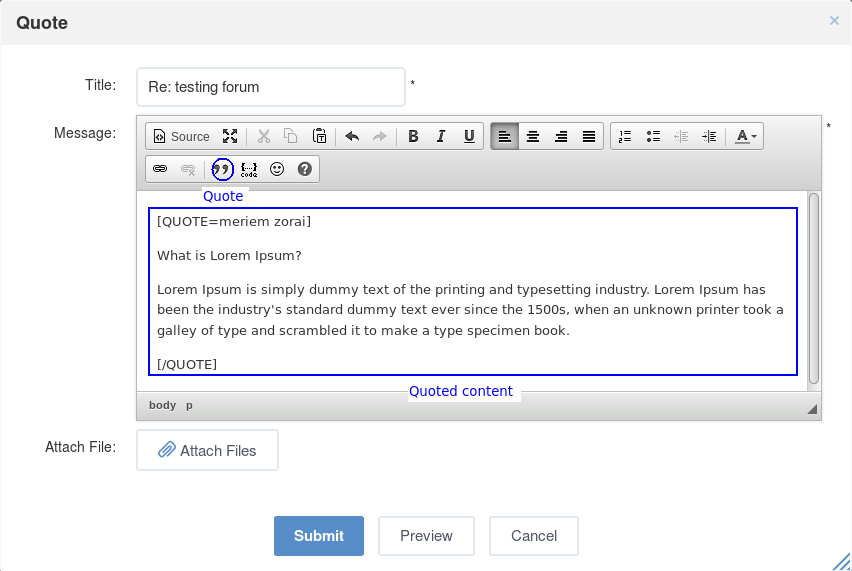 Quote ×
Title: Re: testing forum *
Message: *
Source B I U A
{...} code ?
Quote
[QUOTE=meriem zorai]
What is Lorem Ipsum?
Lorem Ipsum is simply dummy text of the printing and typesetting industry. Lorem Ipsum has
been the industry's standard dummy text ever since the 1500s, when an unknown printer took a
galley of type and scrambled it to make a type specimen book.
[/QUOTE]
Quoted content
body p
Attach File: Attach Files
Submit Preview Cancel